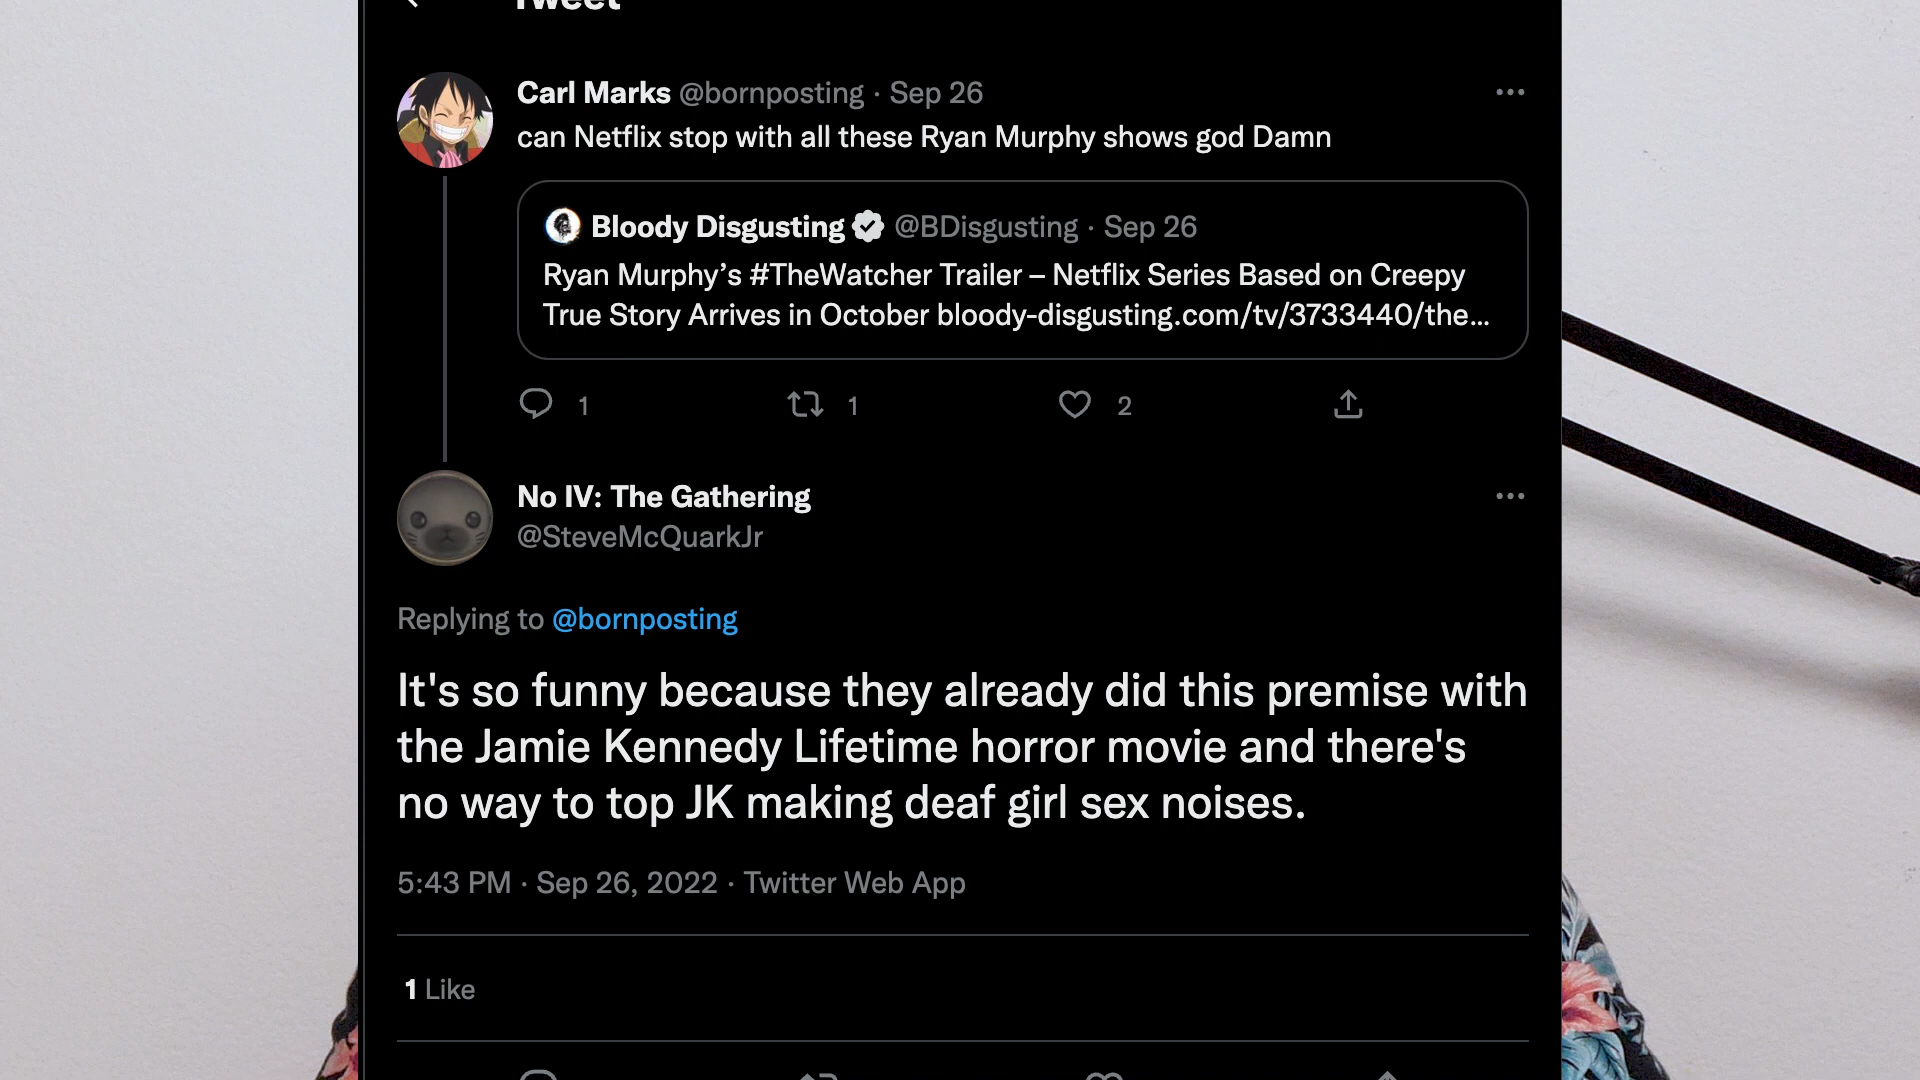 Tweet
Carl Marks @bornposting · Sep 26
can Netflix stop with all these Ryan Murphy shows god Damn
Bloody Disgusting @BDisgusting · Sep 26
Ryan Murphy’s #TheWatcher Trailer – Netflix Series Based on Creepy
True Story Arrives in October bloody-disgusting.com/tv/3733440/the...
1 1 2
No IV: The Gathering
@SteveMcQuarkJr
Replying to @bornposting
It's so funny because they already did this premise with
the Jamie Kennedy Lifetime horror movie and there's
no way to top JK making deaf girl sex noises.
5:43 PM · Sep 26, 2022 · Twitter Web App
1 Like